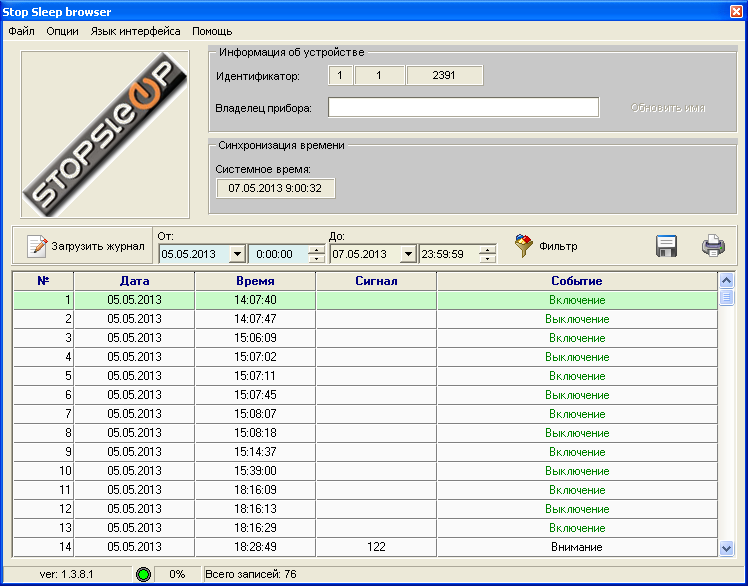 Stop Sleep browser
Файл Опции Язык интерфейса Помощь
STOPSleUP
Информация об устройстве
Идентификатор: 1 1 2391
Владелец прибора: Обновить имя
Синхронизация времени
Системное время:
07.05.2013 9:00:32
Загрузить журнал
От: До:
05.05.2013 0:00:00 07.05.2013 23:59:59 Фильтр
№ Дата Время Сигнал Событие
1 05.05.2013 14:07:40 Включение
2 05.05.2013 14:07:47 Выключение
3 05.05.2013 15:06:09 Включение
4 05.05.2013 15:07:02 Выключение
5 05.05.2013 15:07:11 Включение
6 05.05.2013 15:07:45 Выключение
7 05.05.2013 15:08:07 Включение
8 05.05.2013 15:08:18 Выключение
9 05.05.2013 15:14:37 Включение
10 05.05.2013 15:39:00 Выключение
11 05.05.2013 18:16:09 Включение
12 05.05.2013 18:16:13 Выключение
13 05.05.2013 18:16:29 Включение
14 05.05.2013 18:28:49 122 Внимание
ver: 1.3.8.1 0% Всего записей: 76